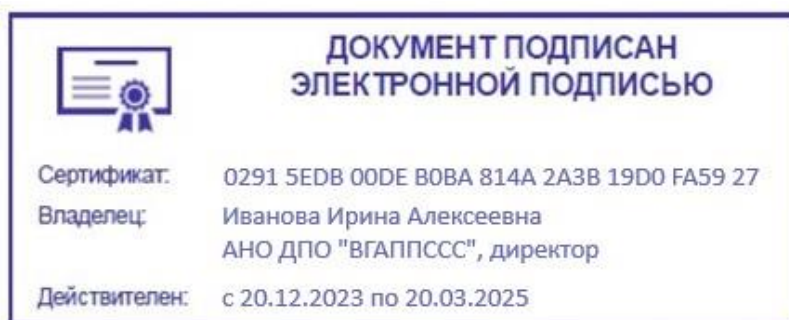 ДОКУМЕНТ ПОДПИСАН
ЭЛЕКТРОННОЙ ПОДПИСЬЮ
Сертификат: 0291 5EDB 00DE B0BA 814A 2A3B 19D0 FA59 27
Владелец: Иванова Ирина Алексеевна
АНО ДПО "ВГАППССС", директор
Действителен: с 20.12.2023 по 20.03.2025